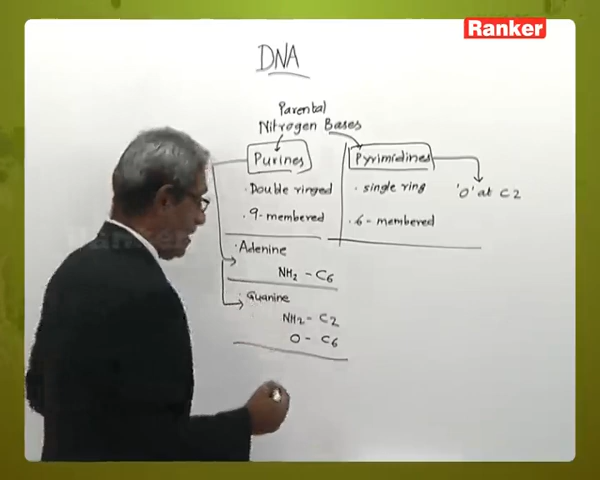 Ranker
DNA
Parental
Nitrogen Bases
Purines
· Double ringed
· 9-membered
Pyrimidines
· single ring
· 6-membered
'O' at C2
· Adenine
NH2 - C6
· Guanine
NH2 - C2
O - C6
Ranker